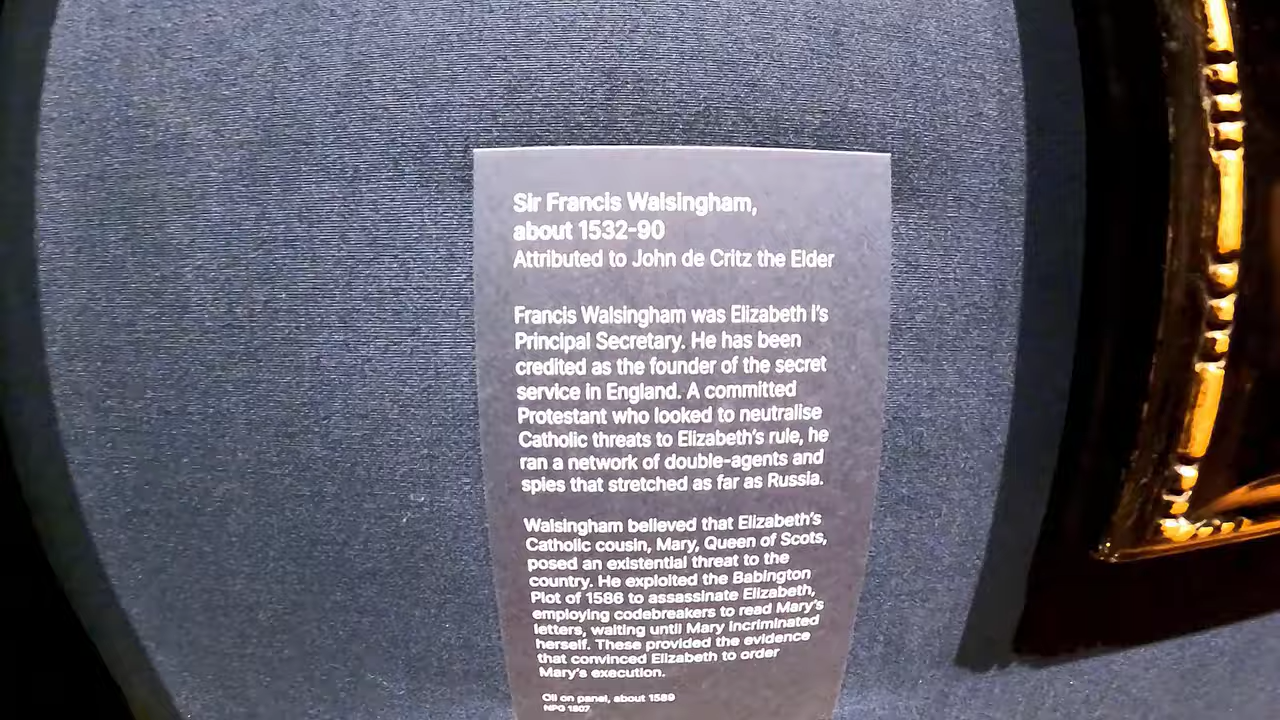 Sir Francis Walsingham,
about 1532-90
Attributed to John de Critz the Elder
Francis Walsingham was Elizabeth I's
Principal Secretary. He has been
credited as the founder of the secret
service in England. A committed
Protestant who looked to neutralise
Catholic threats to Elizabeth's rule, he
ran a network of double-agents and
spies that stretched as far as Russia.
Walsingham believed that Elizabeth's
Catholic cousin, Mary, Queen of Scots,
posed an existential threat to the
country. He exploited the Babington
Plot of 1586 to assassinate Elizabeth,
employing codebreakers to read Mary's
letters, waiting until Mary incriminated
herself. These provided the evidence
that convinced Elizabeth to order
Mary's execution.
Oil on panel, about 1589
NPG 1807